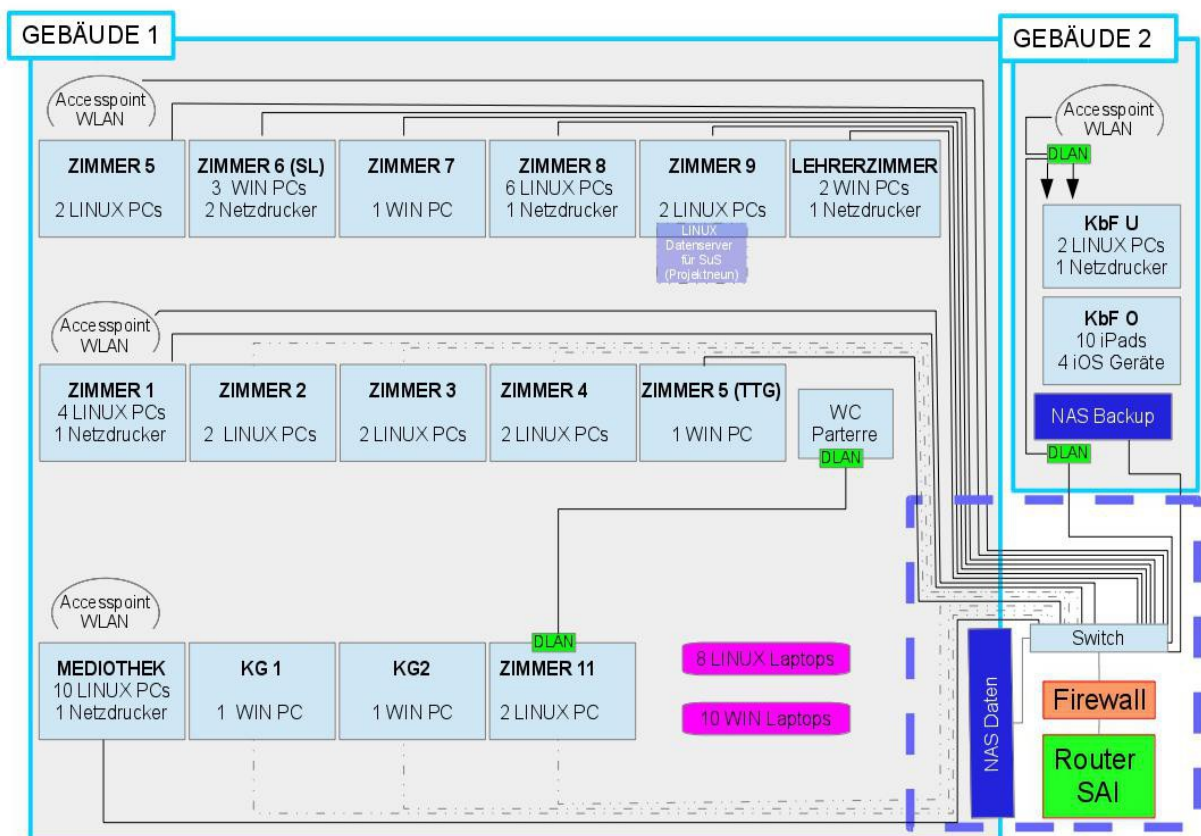 GEBÄUDE 1
GEBÄUDE 2
Accesspoint
WLAN
ZIMMER 5
2 LINUX PCs
ZIMMER 6 (SL)
3 WIN PCs
2 Netzdrucker
ZIMMER 7
1 WIN PC
ZIMMER 8
6 LINUX PCs
1 Netzdrucker
ZIMMER 9
2 LINUX PCs
LINUX
Datenserver
für SuS
(Projektneun)
LEHRERZIMMER
2 WIN PCs
1 Netzdrucker
Accesspoint
WLAN
DLAN
KbF U
2 LINUX PCs
1 Netzdrucker
KbF O
10 iPads
4 iOS Geräte
NAS Backup
DLAN
Accesspoint
WLAN
ZIMMER 1
4 LINUX PCs
1 Netzdrucker
ZIMMER 2
2 LINUX PCs
ZIMMER 3
2 LINUX PCs
ZIMMER 4
2 LINUX PCs
ZIMMER 5 (TTG)
1 WIN PC
WC
Parterre
DLAN
Accesspoint
WLAN
MEDIOTHEK
10 LINUX PCs
1 Netzdrucker
KG 1
1 WIN PC
KG2
1 WIN PC
DLAN
ZIMMER 11
2 LINUX PC
8 LINUX Laptops
10 WIN Laptops
NAS Daten
Switch
Firewall
Router
SAI